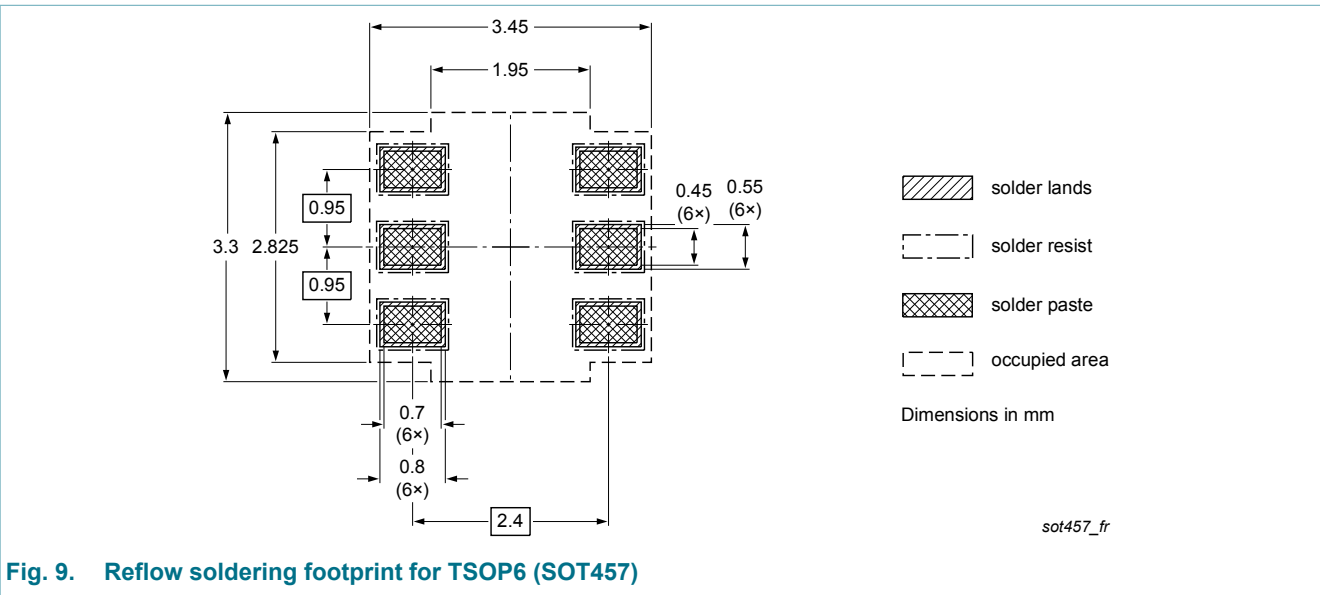 3.45
1.95
0.95
3.3 2.825
0.95
0.45
(6×)
0.55
(6×)
0.7
(6×)
0.8
(6×)
2.4
solder lands
solder resist
solder paste
occupied area
Dimensions in mm
sot457_fr
Fig. 9. Reflow soldering footprint for TSOP6 (SOT457)